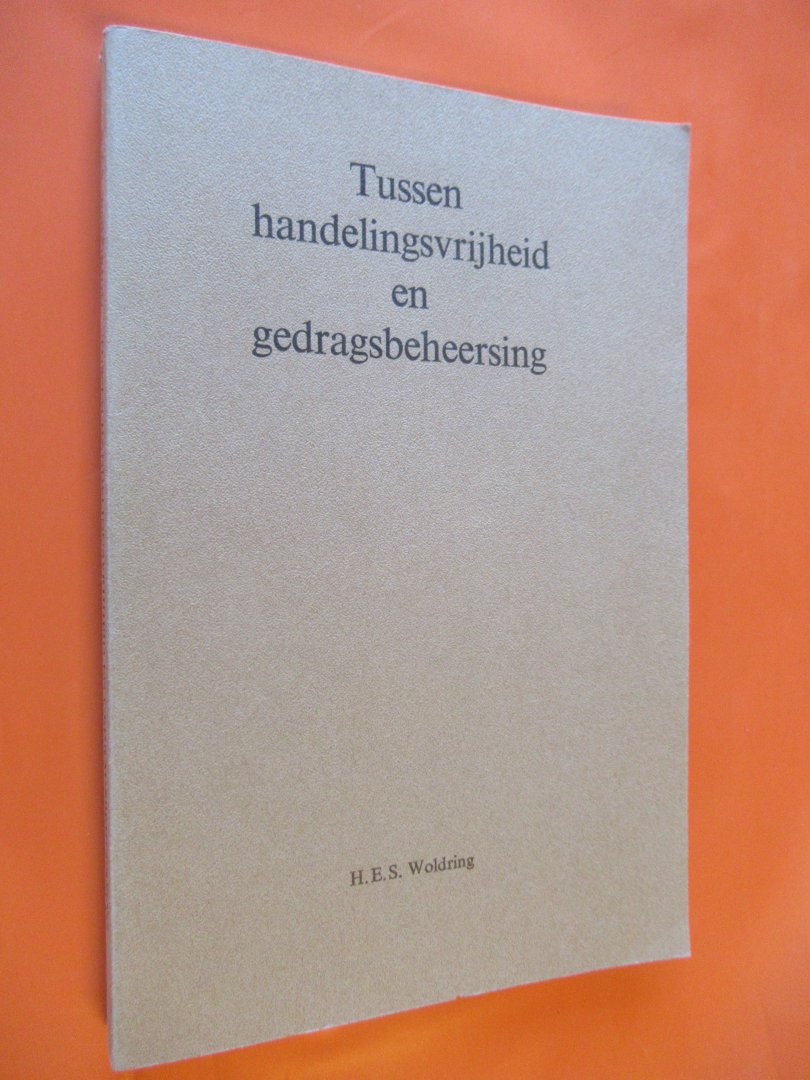 Tussen
handelingsvrijheid
en
gedragsbeheersing
H.E.S. Woldring